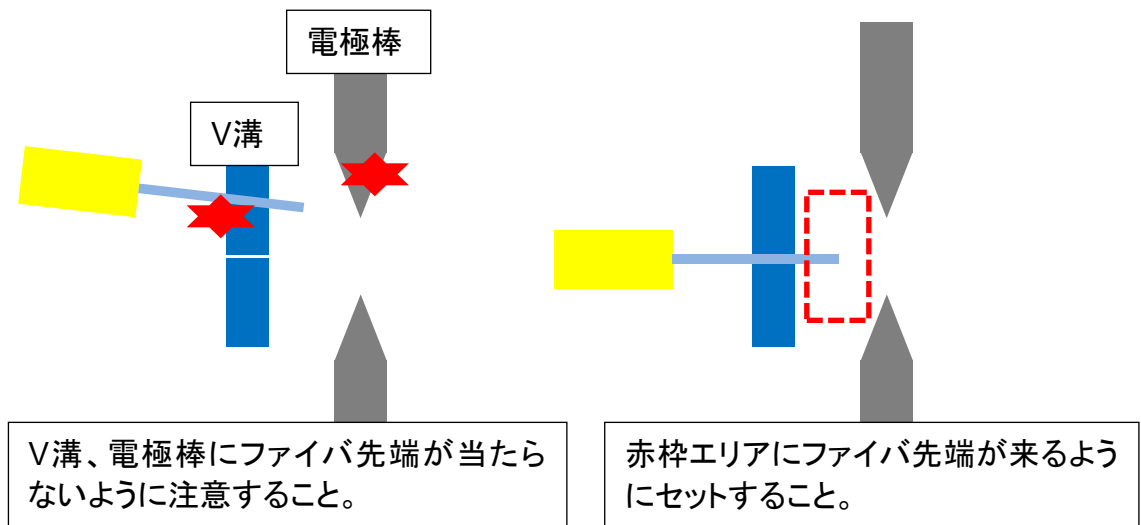 電極棒
V溝
V溝、電極棒にファイバ先端が当たら
ないように注意すること。
赤枠エリアにファイバ先端が来るよう
にセットすること。